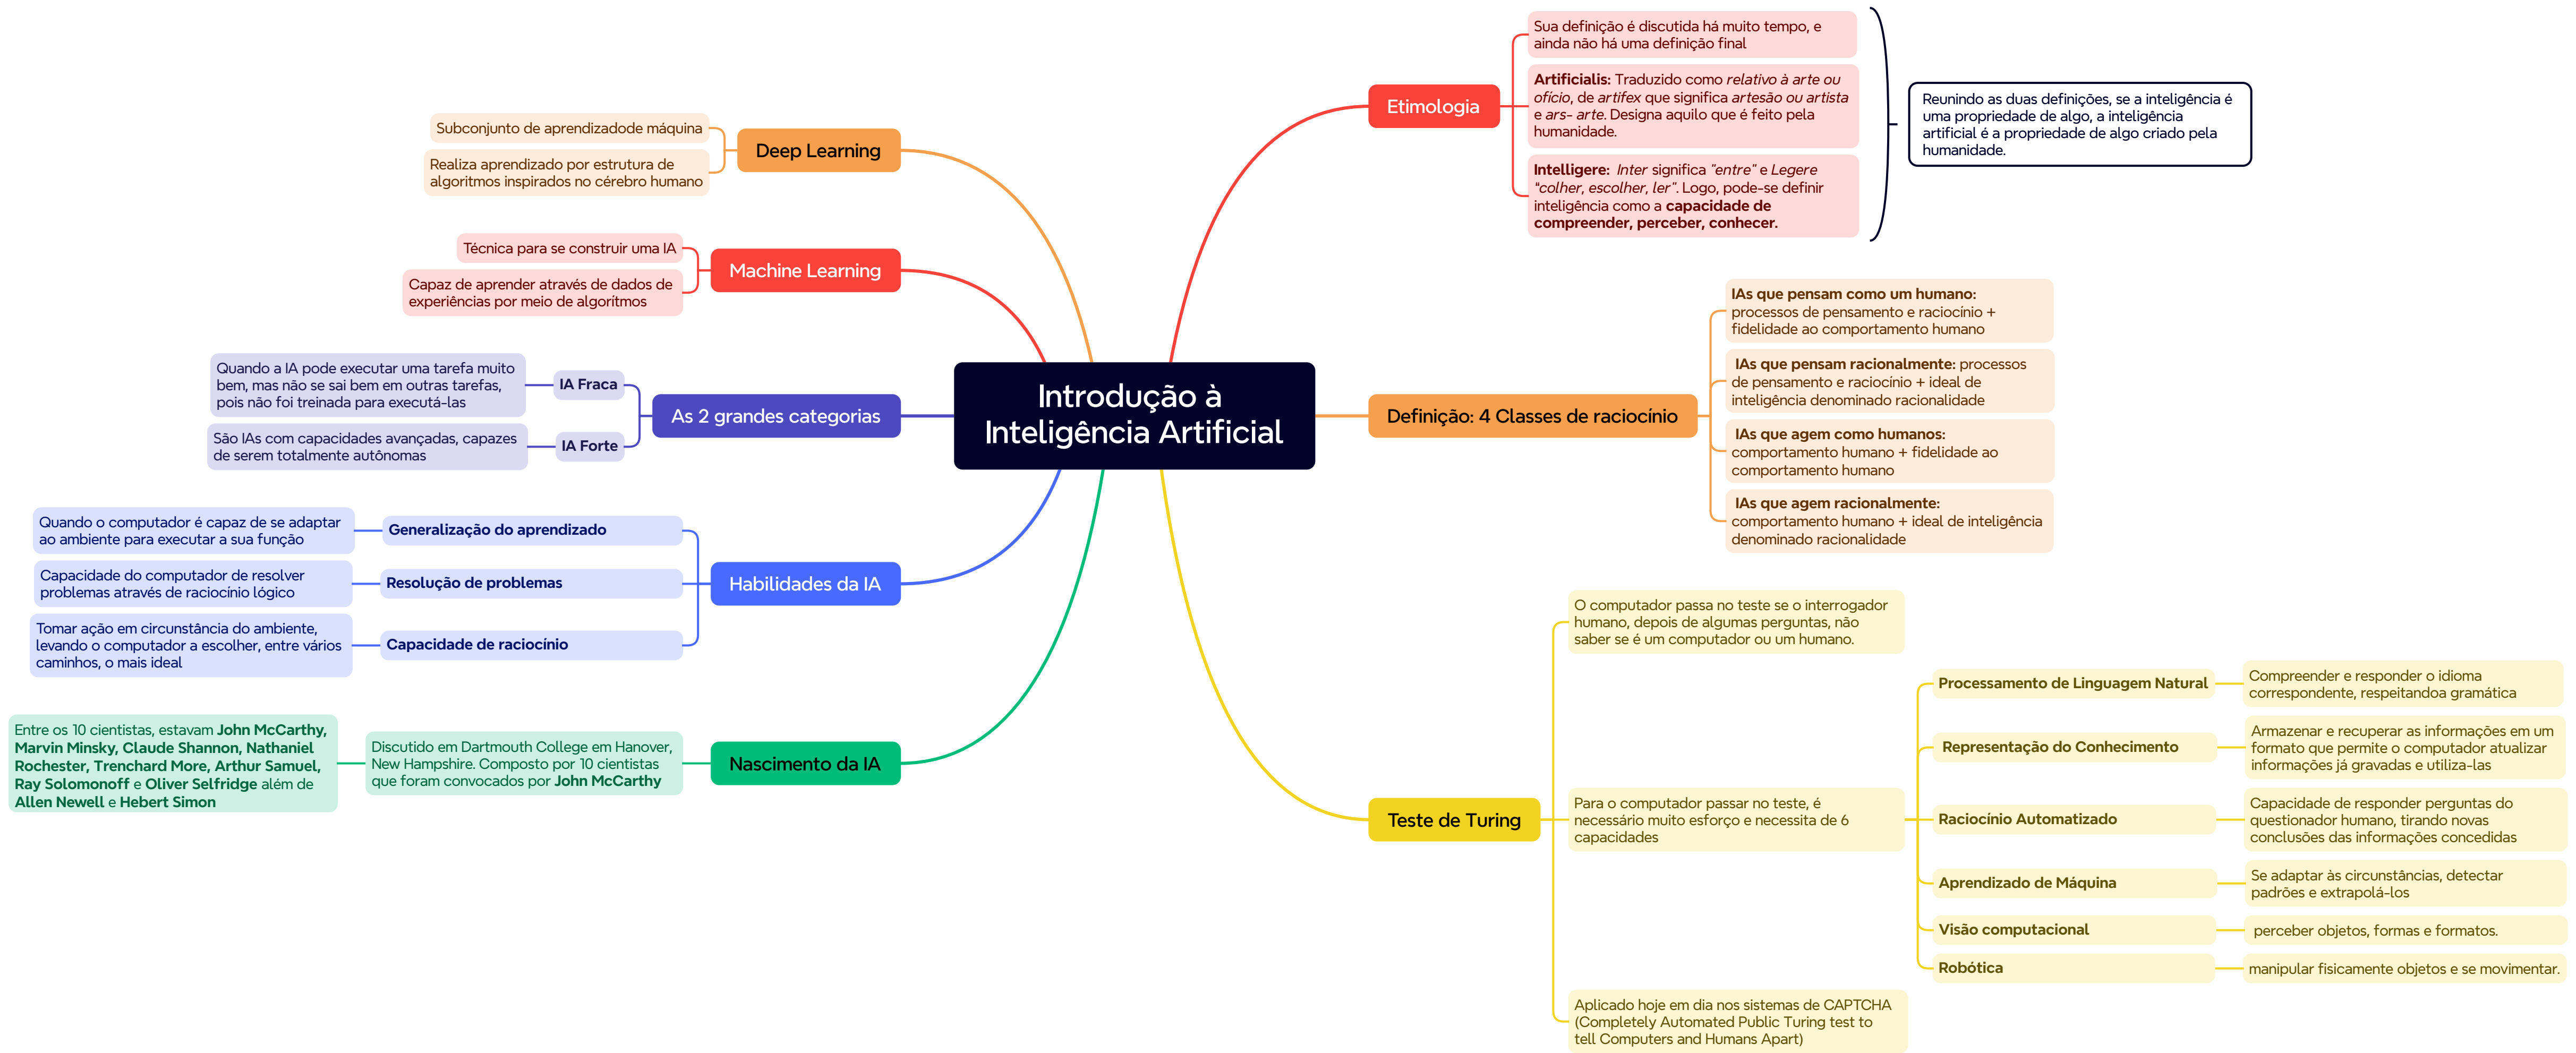 Introdução à
Inteligência Artificial
Etimologia
Sua definição é discutida há muito tempo, e
ainda não há uma definição final
Artificialis: Traduzido como relativo à arte ou
ofício, de artifex que significa artesão ou artista
e ars- arte. Designa aquilo que é feito pela
humanidade.
Intelligere: Inter significa "entre" e Legere
"colher, escolher, ler". Logo, pode-se definir
inteligência como a capacidade de
compreender, perceber, conhecer.
Reunindo as duas definições, se a inteligência é
uma propriedade de algo, a inteligência
artificial é a propriedade de algo criado pela
humanidade.
Definição: 4 Classes de raciocínio
IAs que pensam como um humano:
processos de pensamento e raciocínio +
fidelidade ao comportamento humano
IAs que pensam racionalmente: processos
de pensamento e raciocínio + ideal de
inteligência denominado racionalidade
IAs que agem como humanos:
comportamento humano + fidelidade ao
comportamento humano
IAs que agem racionalmente:
comportamento humano + ideal de inteligência
denominado racionalidade
Teste de Turing
O computador passa no teste se o interrogador
humano, depois de algumas perguntas, não
saber se é um computador ou um humano.
Para o computador passar no teste, é
necessário muito esforço e necessita de 6
capacidades
Processamento de Linguagem Natural
Compreender e responder o idioma
correspondente, respeitandoa gramática
Representação do Conhecimento
Armazenar e recuperar as informações em um
formato que permite o computador atualizar
informações já gravadas e utiliza-las
Raciocínio Automatizado
Capacidade de responder perguntas do
questionador humano, tirando novas
conclusões das informações concedidas
Aprendizado de Máquina
Se adaptar às circunstâncias, detectar
padrões e extrapolá-los
Visão computacional
perceber objetos, formas e formatos.
Robótica
manipular fisicamente objetos e se movimentar.
Aplicado hoje em dia nos sistemas de CAPTCHA
(Completely Automated Public Turing test to
tell Computers and Humans Apart)
Deep Learning
Subconjunto de aprendizadode máquina
Realiza aprendizado por estrutura de
algoritmos inspirados no cérebro humano
Machine Learning
Técnica para se construir uma IA
Capaz de aprender através de dados de
experiências por meio de algorítmos
As 2 grandes categorias
IA Fraca
Quando a IA pode executar uma tarefa muito
bem, mas não se sai bem em outras tarefas,
pois não foi treinada para executá-las
IA Forte
São IAs com capacidades avançadas, capazes
de serem totalmente autônomas
Habilidades da IA
Generalização do aprendizado
Quando o computador é capaz de se adaptar
ao ambiente para executar a sua função
Resolução de problemas
Capacidade do computador de resolver
problemas através de raciocínio lógico
Capacidade de raciocínio
Tomar ação em circunstância do ambiente,
levando o computador a escolher, entre vários
caminhos, o mais ideal
Nascimento da IA
Discutido em Dartmouth College em Hanover,
New Hampshire. Composto por 10 cientistas
que foram convocados por John McCarthy
Entre os 10 cientistas, estavam John McCarthy,
Marvin Minsky, Claude Shannon, Nathaniel
Rochester, Trenchard More, Arthur Samuel,
Ray Solomonoff e Oliver Selfridge além de
Allen Newell e Hebert Simon